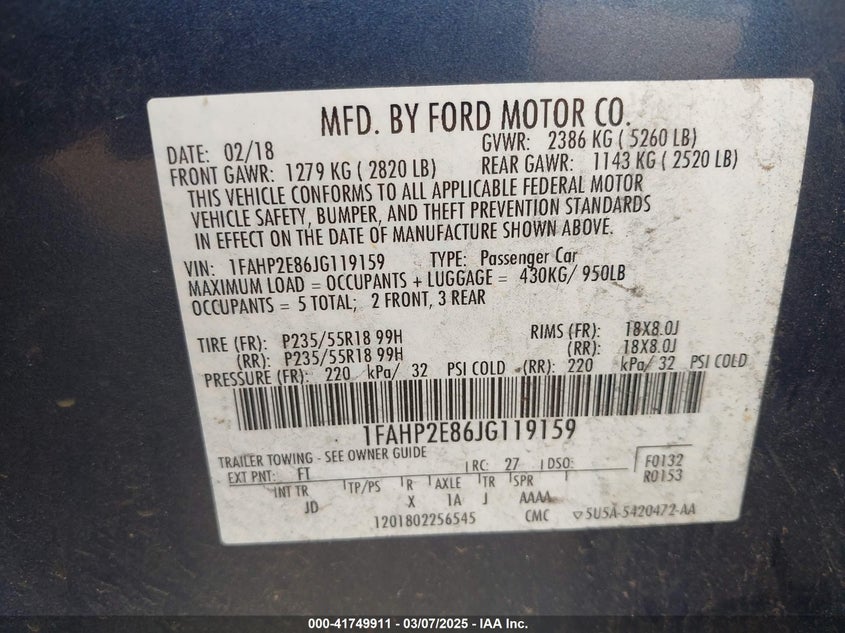 MFD. BY FORD MOTOR CO.
DATE: 02/18 GVWR: 2386 KG ( 5260 LB)
FRONT GAWR: 1279 KG ( 2820 LB) REAR GAWR: 1143 KG ( 2520 LB)
THIS VEHICLE CONFORMS TO ALL APPLICABLE FEDERAL MOTOR
VEHICLE SAFETY, BUMPER, AND THEFT PREVENTION STANDARDS
IN EFFECT ON THE DATE OF MANUFACTURE SHOWN ABOVE.
VIN: 1FAHP2E86JG119159 TYPE: Passenger Car
MAXIMUM LOAD = OCCUPANTS + LUGGAGE = 430KG/ 950LB
OCCUPANTS = 5 TOTAL; 2 FRONT, 3 REAR
TIRE (FR): P235/55R18 99H RIMS (FR): 18X8.0J
(RR): P235/55R18 99H (RR): 18X8.0J
PRESSURE (FR): 220 kPa/ 32 PSI COLD (RR): 220 kPa/ 32 PSI COLD
1FAHP2E86JG119159
TRAILER TOWING - SEE OWNER GUIDE
EXT PNT: FT RC: 27 DSO: F0132
R0153
INT TR TP/PS R AXLE TR SPR
JD X 1A J AAAA
1201802256545 CMC ▽5U5A-5420472-AA
000-41749911 - 03/07/2025 - IAA Inc.